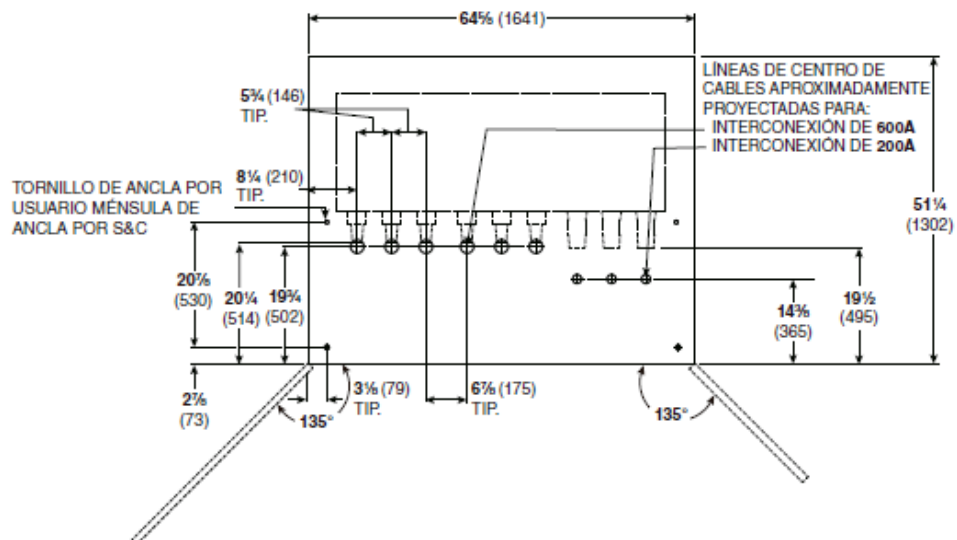 64⅝ (1641)
5¾ (146)
TIP.
LÍNEAS DE CENTRO DE
CABLES APROXIMADAMENTE
PROYECTADAS PARA:
INTERCONEXIÓN DE 600A
INTERCONEXIÓN DE 200A
8¼ (210)
TIP.
TORNILLO DE ANCLA POR
USUARIO MÉNSULA DE
ANCLA POR S&C
51¼
(1302)
20⅞
(530)
20¼
(514)
19¾
(502)
14⅜
(365)
19½
(495)
2⅞
(73)
3⅛ (79)
TIP.
6⅞ (175)
TIP.
135°
135°